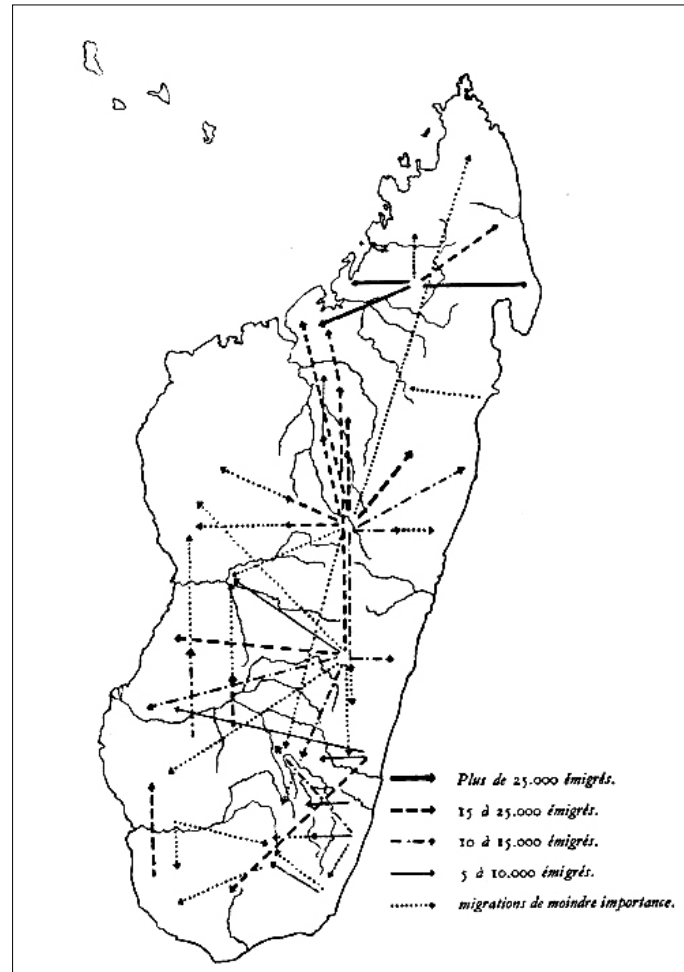 Plus de 25.000 émigrés.
15 à 25.000 émigrés.
10 à 15.000 émigrés.
5 à 10.000 émigrés.
migrations de moindre importance.